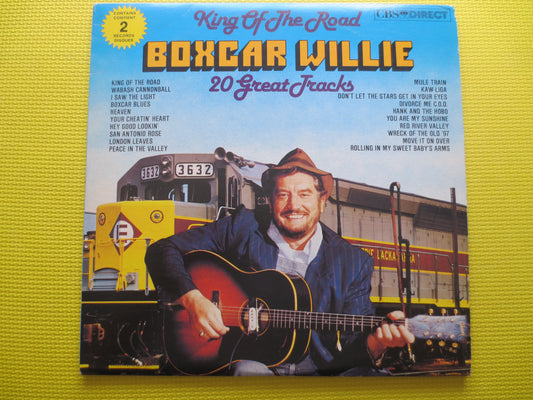 CONTAINS
CONTIENT
2
RECORDS
DISQUES
King Of The Road
CBS DIRECT
BOXCAR WILLIE
20 Great Tracks
KING OF THE ROAD
WABASH CANNONBALL
I SAW THE LIGHT
BOXCAR BLUES
HEAVEN
YOUR CHEATIN' HEART
HEY GOOD LOOKIN'
SAN ANTONIO ROSE
LONDON LEAVES
PEACE IN THE VALLEY
MULE TRAIN
KAW-LIGA
DON'T LET THE STARS GET IN YOUR EYES
DIVORCE ME C.O.D.
HANK AND THE HOBO
YOU ARE MY SUNSHINE
RED RIVER VALLEY
WRECK OF THE OLD '97
MOVE IT ON OVER
ROLLING IN MY SWEET BABY'S ARMS
3632
3632
E
LACKA